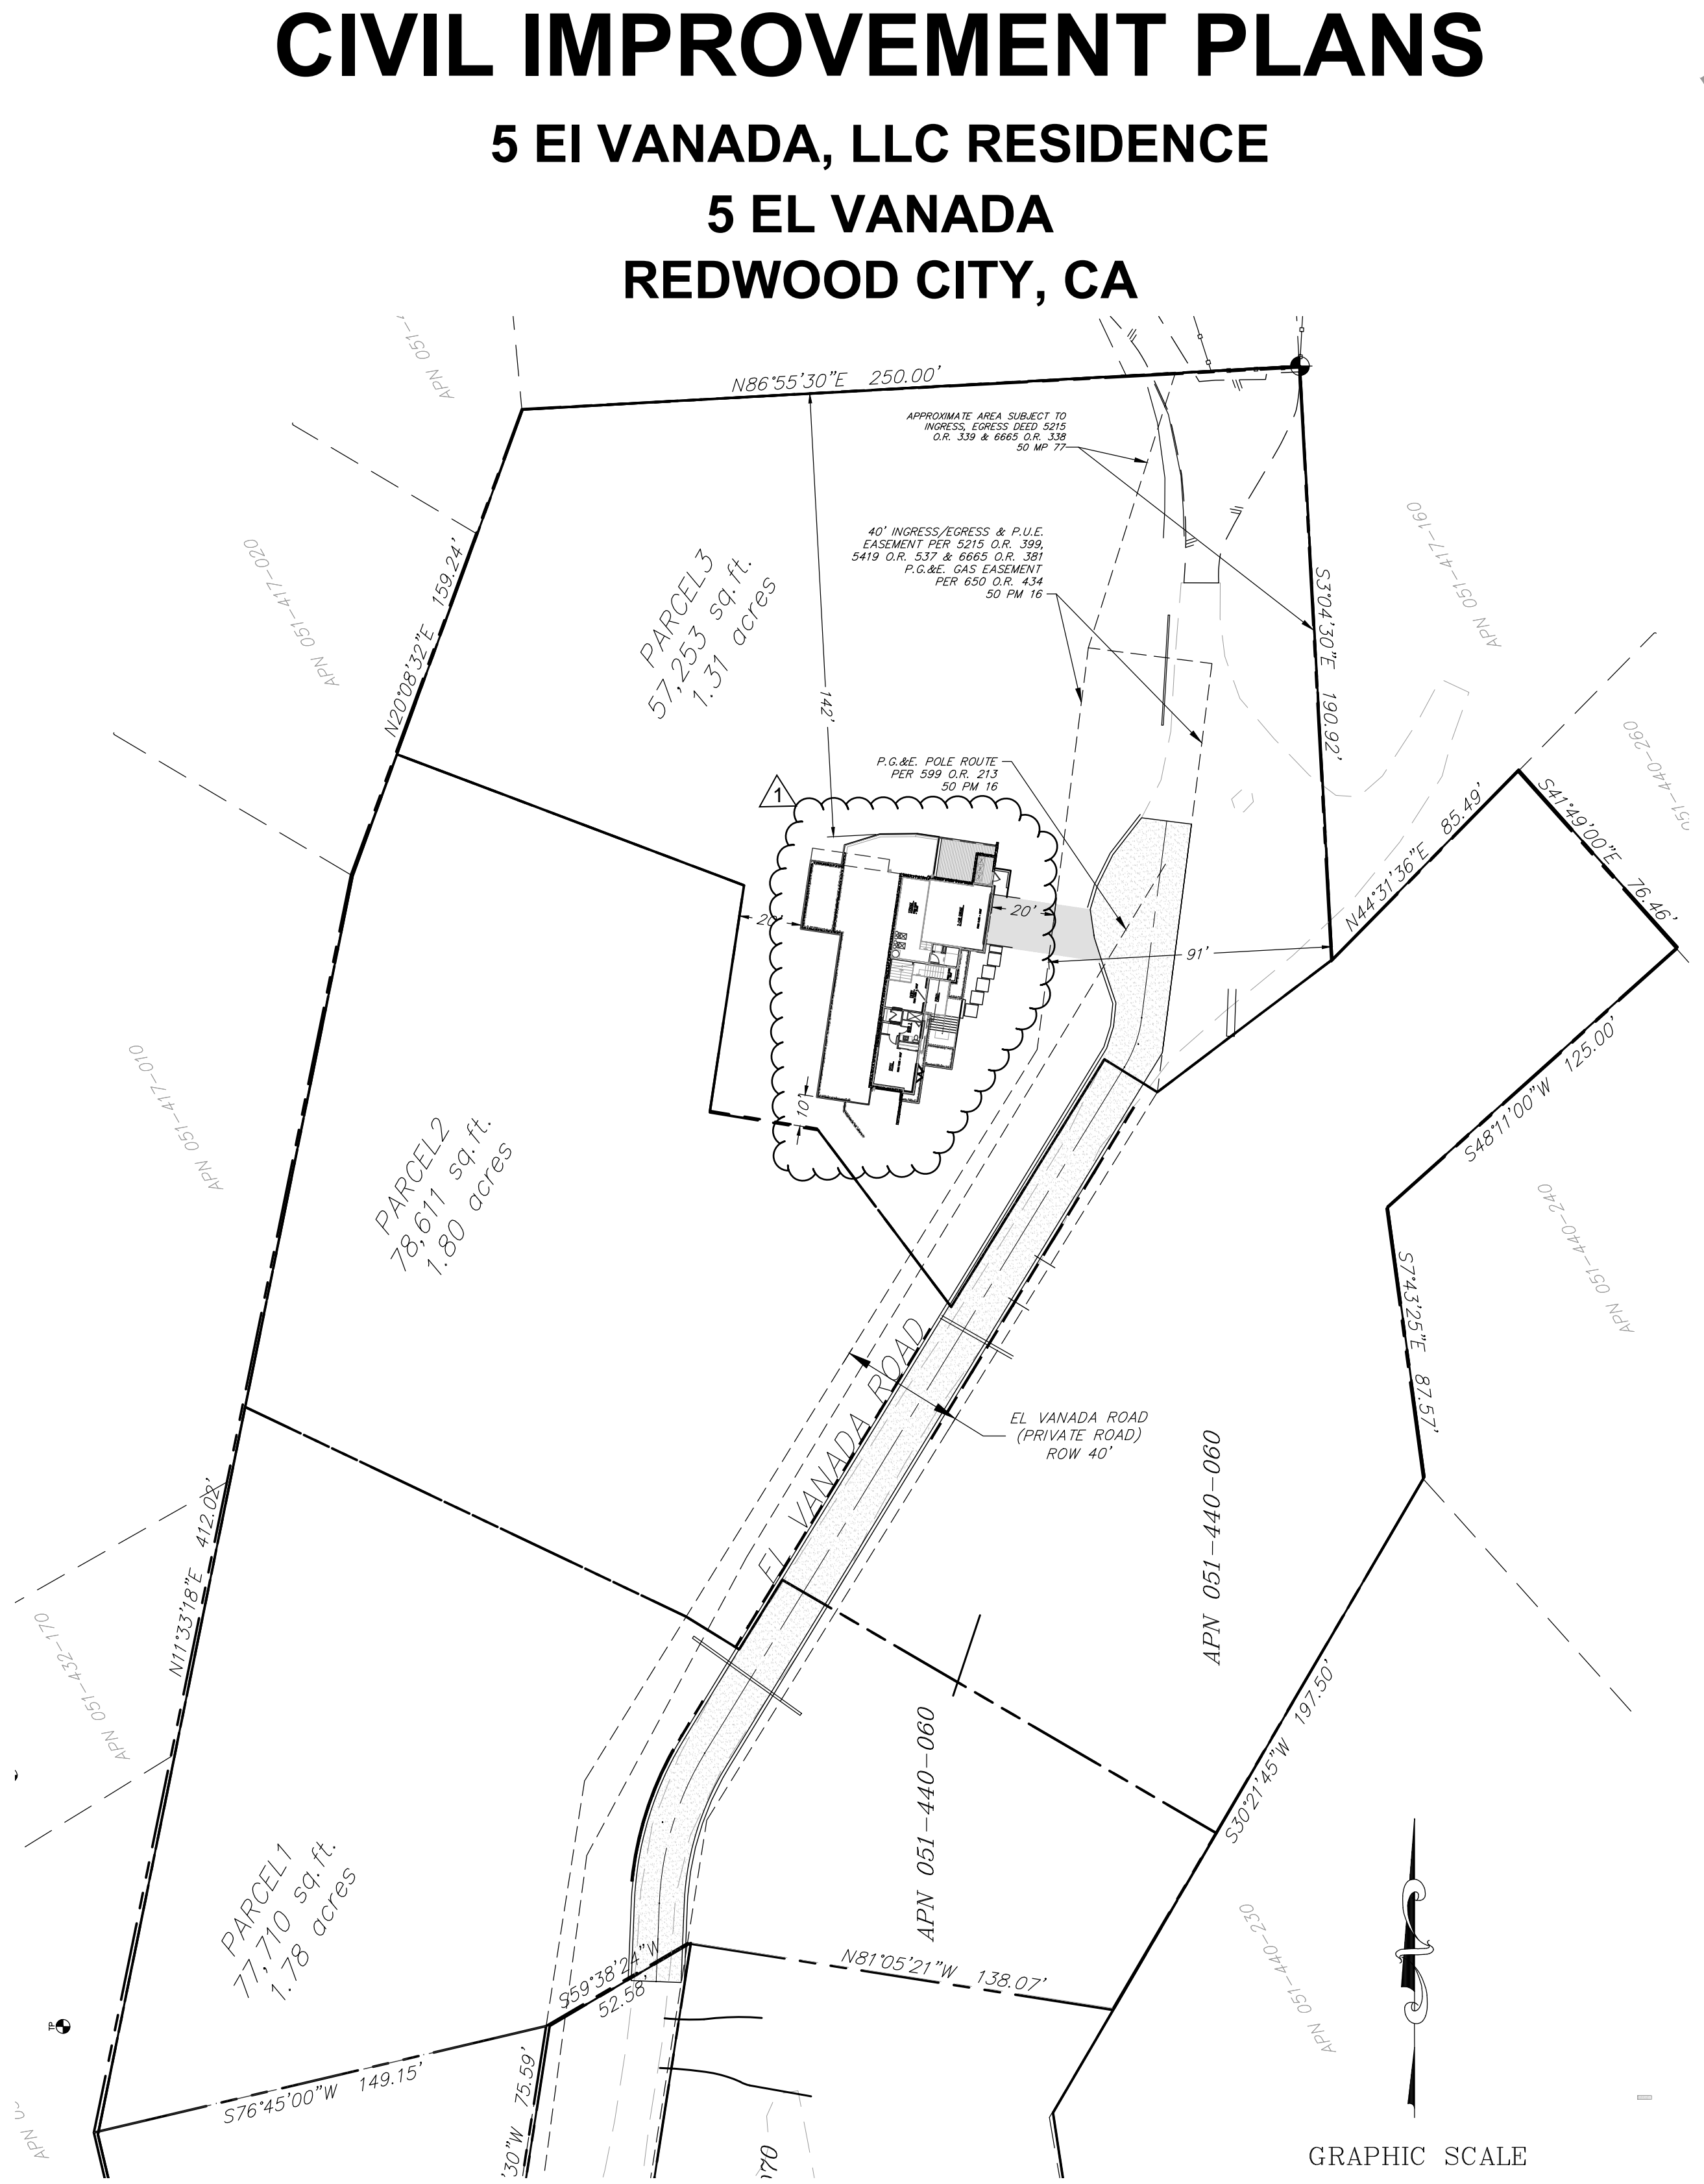 CIVIL IMPROVEMENT PLANS
5 El VANADA, LLC RESIDENCE
5 EL VANADA
REDWOOD CITY, CA
N86°55'30"E 250.00'
APPROXIMATE AREA SUBJECT TO
INGRESS, EGRESS DEED 5215
O.R. 339 & 6665 O.R. 338
50 MP 77
40' INGRESS/EGRESS & P.U.E.
EASEMENT PER 5215 O.R. 399,
5419 O.R. 537 & 6665 O.R. 381
P.G.&E. GAS EASEMENT
PER 650 O.R. 434
50 PM 16
APN 051-417-020
N20°08'32"E 159.24'
PARCEL3
57,253 sq.ft.
1.31 acres
142'
S3°04'30"E 190.92'
APN 051-417-160
P.G.&E. POLE ROUTE
PER 599 O.R. 213
50 PM 16
1
20'
20'
91'
10'
N44°31'36"E 85.49'
S41°49'00"E 76.46'
051-440-260
S48°11'00"W 125.00'
APN 051-417-010
PARCEL2
78,611 sq.ft.
1.80 acres
APN 051-440-240
S7°43'25"E 87.57'
EL VANADA ROAD
EL VANADA ROAD
(PRIVATE ROAD)
ROW 40'
APN 051-440-060
N11°33'18"E 412.02'
APN 051-432-170
APN 051-440-060
S30°21'45"W 197.50'
PARCEL1
77,710 sq.ft.
1.78 acres
S59°38'24"W
52.58'
N81°05'21"W 138.07'
APN 051-440-230
TP
S76°45'00"W 149.15'
'30"W 75.59'
GRAPHIC SCALE